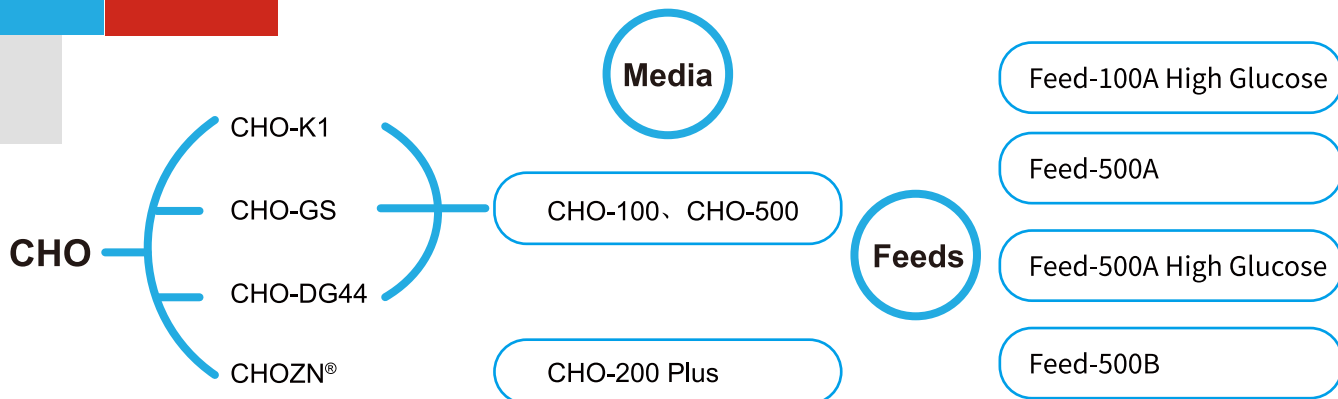 Media
Feed-100A High Glucose
CHO-K1
Feed-500A
CHO-GS
CHO-100、CHO-500
CHO
Feeds
Feed-500A High Glucose
CHO-DG44
CHOZN®
CHO-200 Plus
Feed-500B